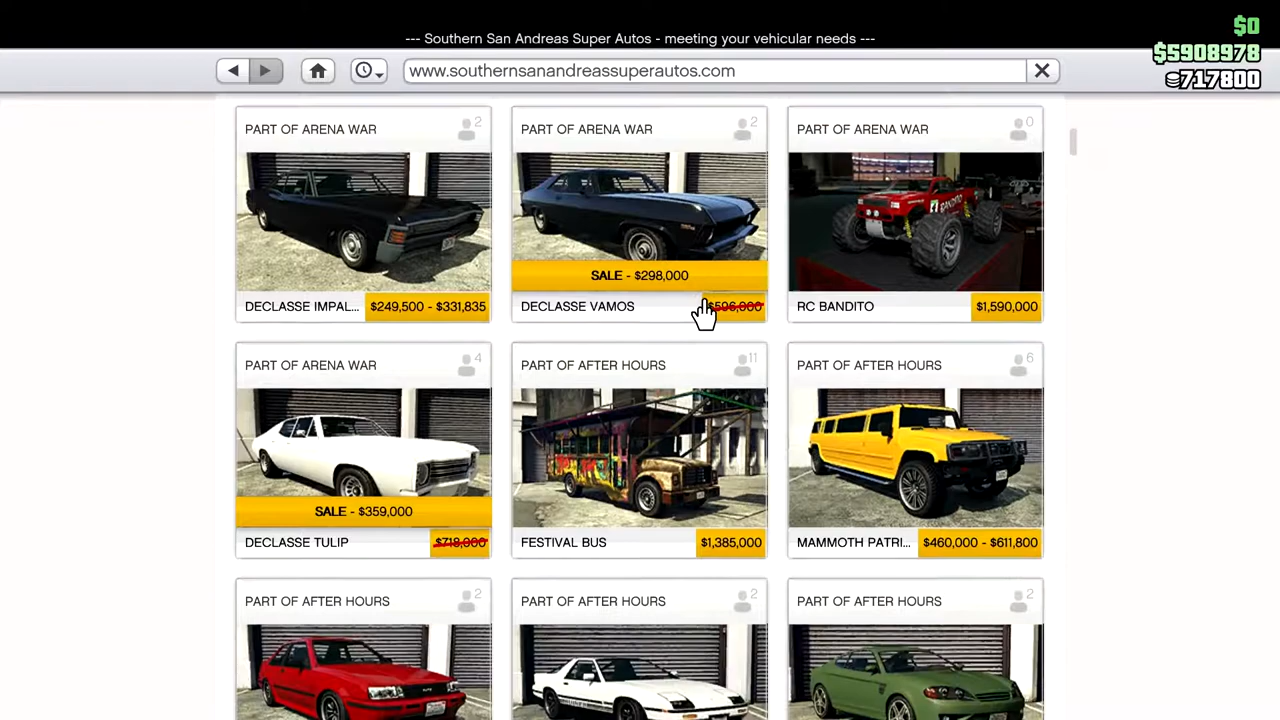 --- Southern San Andreas Super Autos - meeting your vehicular needs ---
$0
$5908978
717800
www.southernsanandreassuperautos.com
PART OF ARENA WAR 2
PART OF ARENA WAR 2
PART OF ARENA WAR 0
SALE - $298,000
DECLASSE IMPAL... $249,500 - $331,835
DECLASSE VAMOS $596,000
RC BANDITO $1,590,000
PART OF ARENA WAR 4
PART OF AFTER HOURS 11
PART OF AFTER HOURS 6
SALE - $359,000
DECLASSE TULIP $718,000
FESTIVAL BUS $1,385,000
MAMMOTH PATRI... $460,000 - $611,800
PART OF AFTER HOURS 2
PART OF AFTER HOURS 2
PART OF AFTER HOURS 2